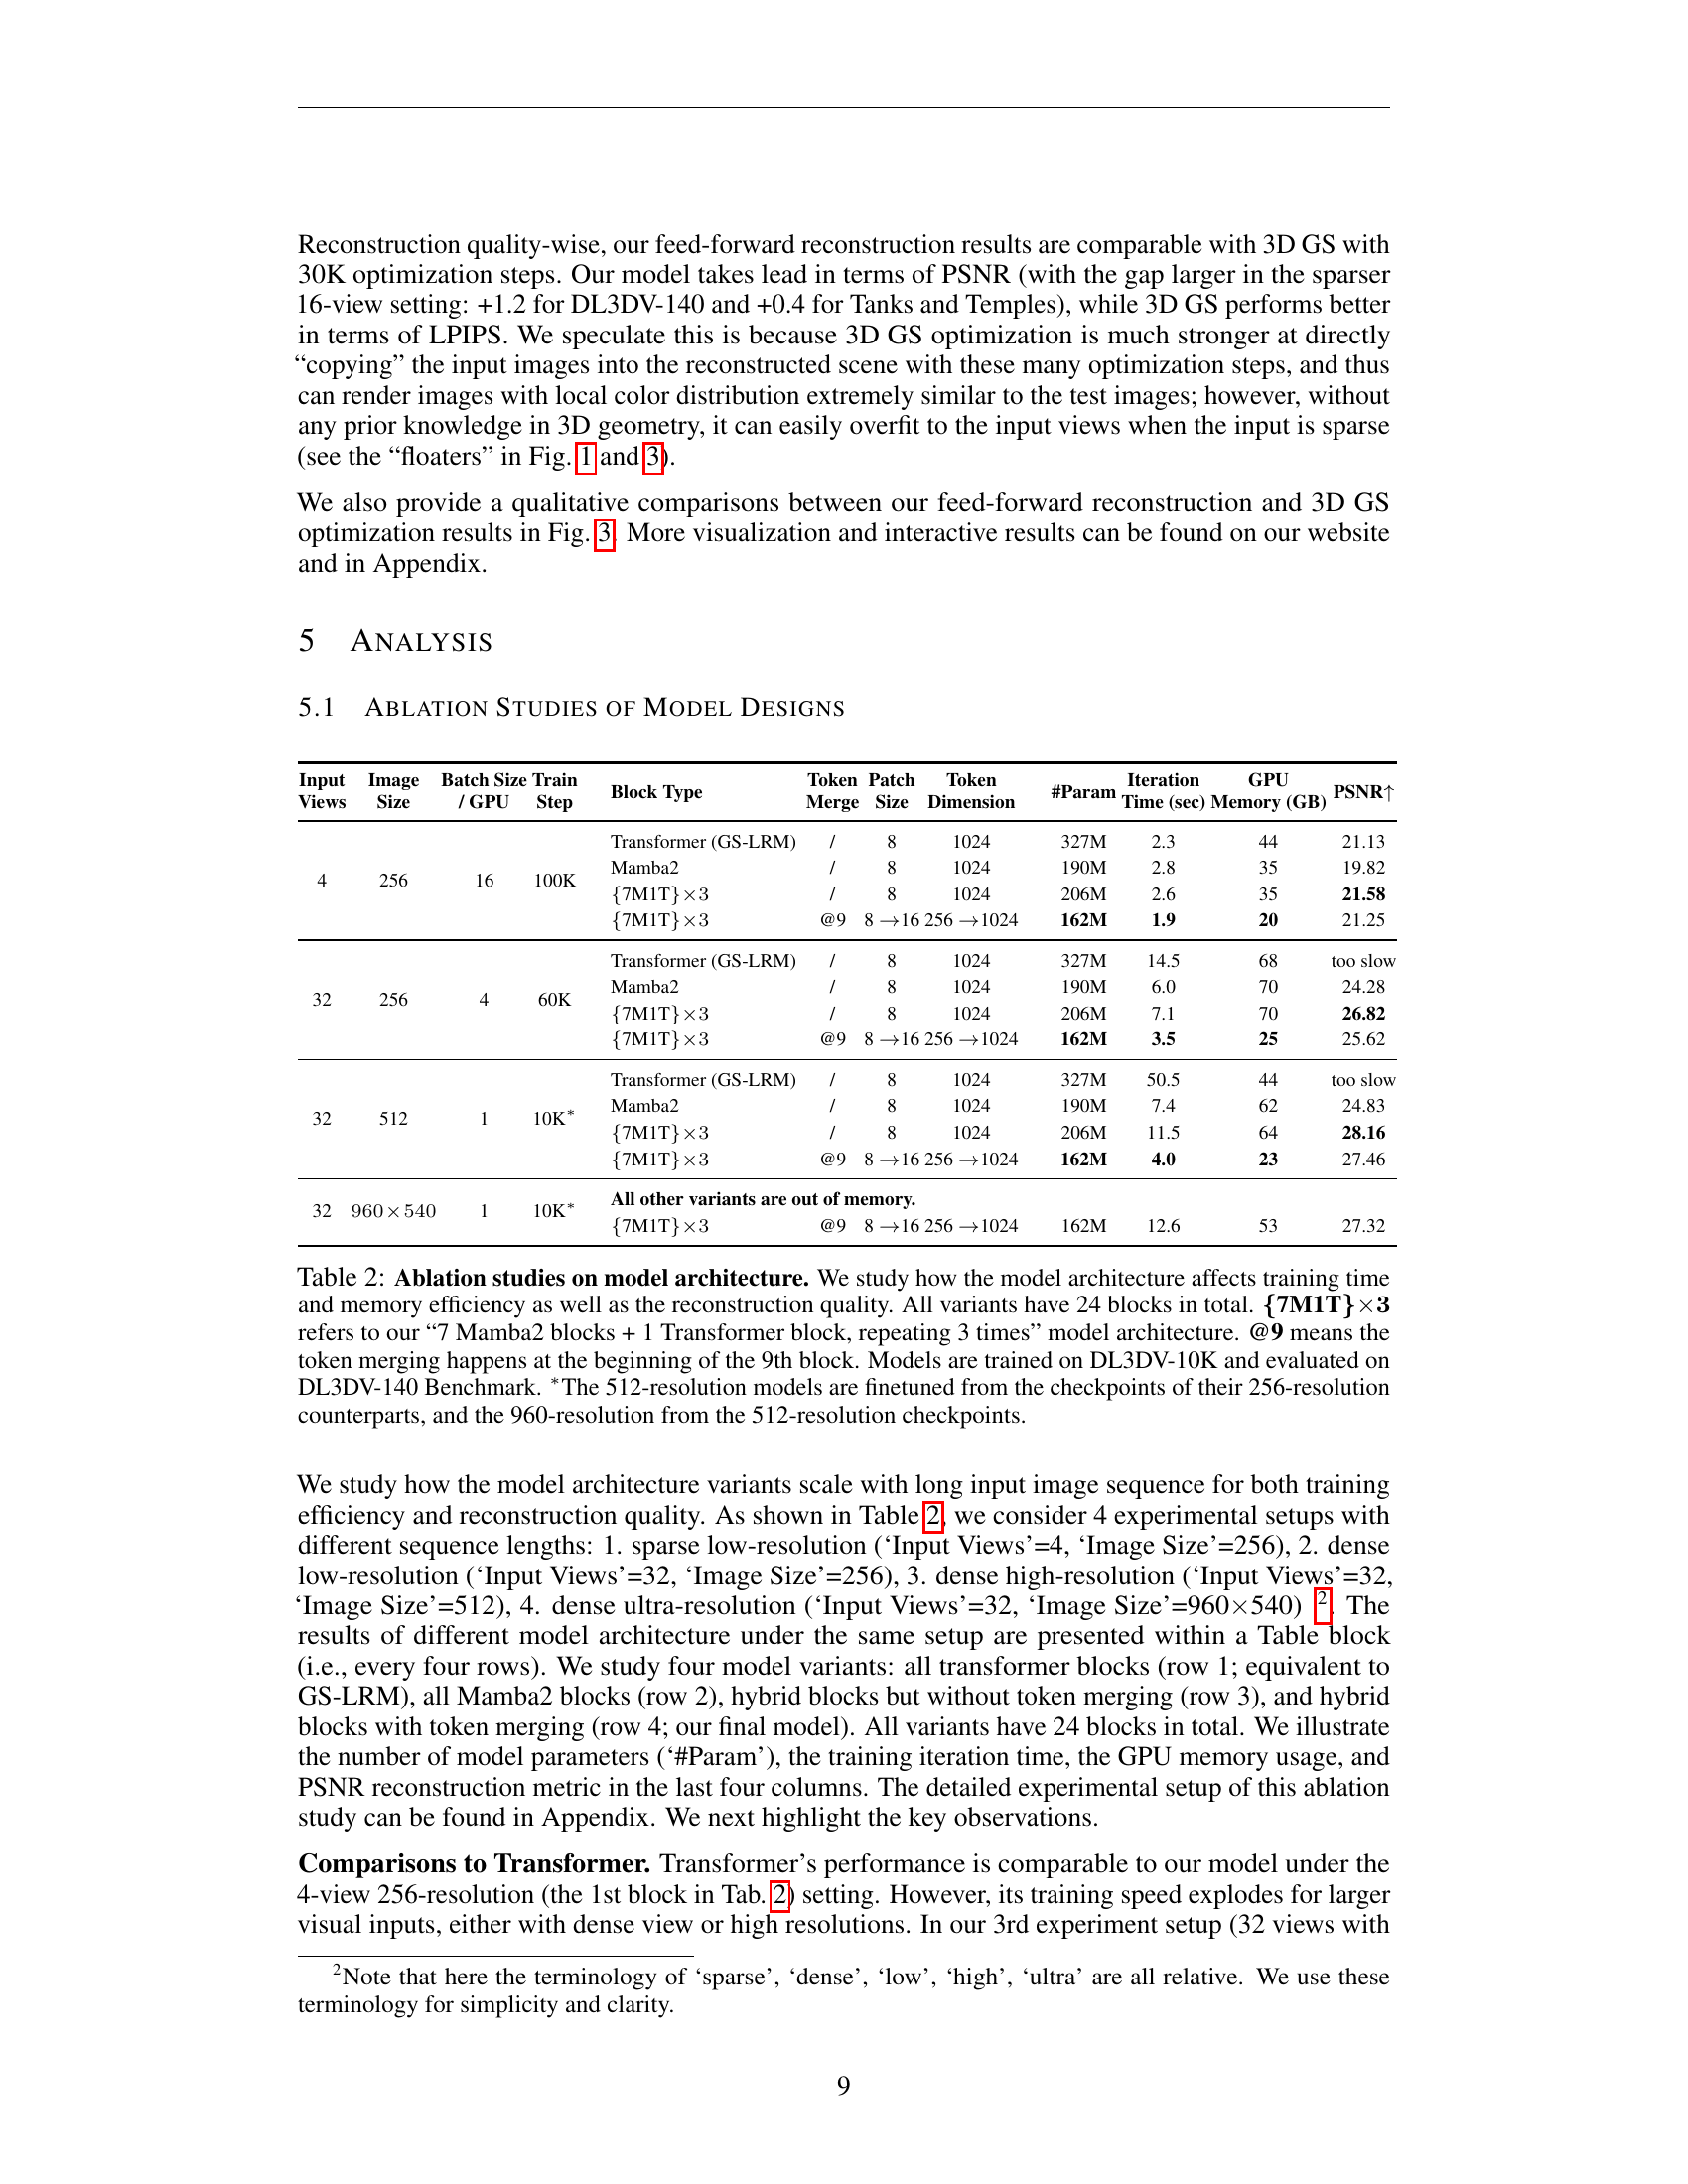 Reconstruction quality-wise, our feed-forward reconstruction results are comparable with 3D GS with
30K optimization steps. Our model takes lead in terms of PSNR (with the gap larger in the sparser
16-view setting: +1.2 for DL3DV-140 and +0.4 for Tanks and Temples), while 3D GS performs better
in terms of LPIPS. We speculate this is because 3D GS optimization is much stronger at directly
“copying” the input images into the reconstructed scene with these many optimization steps, and thus
can render images with local color distribution extremely similar to the test images; however, without
any prior knowledge in 3D geometry, it can easily overfit to the input views when the input is sparse
(see the “floaters” in Fig. 1 and 3).
We also provide a qualitative comparisons between our feed-forward reconstruction and 3D GS
optimization results in Fig. 3. More visualization and interactive results can be found on our website
and in Appendix.
5 ANALYSIS
5.1 ABLATION STUDIES OF MODEL DESIGNS
Input Views Image Size Batch Size / GPU Train Step Block Type Token Merge Patch Size Token Dimension #Param Iteration Time (sec) GPU Memory (GB) PSNR↑
4 256 16 100K
Transformer (GS-LRM) / 8 1024 327M 2.3 44 21.13
Mamba2 / 8 1024 190M 2.8 35 19.82
{7M1T}×3 / 8 1024 206M 2.6 35 21.58
{7M1T}×3 @9 8 →16 256 →1024 162M 1.9 20 21.25
32 256 4 60K
Transformer (GS-LRM) / 8 1024 327M 14.5 68 too slow
Mamba2 / 8 1024 190M 6.0 70 24.28
{7M1T}×3 / 8 1024 206M 7.1 70 26.82
{7M1T}×3 @9 8 →16 256 →1024 162M 3.5 25 25.62
32 512 1 10K*
Transformer (GS-LRM) / 8 1024 327M 50.5 44 too slow
Mamba2 / 8 1024 190M 7.4 62 24.83
{7M1T}×3 / 8 1024 206M 11.5 64 28.16
{7M1T}×3 @9 8 →16 256 →1024 162M 4.0 23 27.46
32 960×540 1 10K*
All other variants are out of memory.
{7M1T}×3 @9 8 →16 256 →1024 162M 12.6 53 27.32
Table 2: Ablation studies on model architecture. We study how the model architecture affects training time
and memory efficiency as well as the reconstruction quality. All variants have 24 blocks in total. {7M1T}×3
refers to our “7 Mamba2 blocks + 1 Transformer block, repeating 3 times” model architecture. @9 means the
token merging happens at the beginning of the 9th block. Models are trained on DL3DV-10K and evaluated on
DL3DV-140 Benchmark. *The 512-resolution models are finetuned from the checkpoints of their 256-resolution
counterparts, and the 960-resolution from the 512-resolution checkpoints.
We study how the model architecture variants scale with long input image sequence for both training
efficiency and reconstruction quality. As shown in Table 2, we consider 4 experimental setups with
different sequence lengths: 1. sparse low-resolution (‘Input Views’=4, ‘Image Size’=256), 2. dense
low-resolution (‘Input Views’=32, ‘Image Size’=256), 3. dense high-resolution (‘Input Views’=32,
‘Image Size’=512), 4. dense ultra-resolution (‘Input Views’=32, ‘Image Size’=960×540) 2. The
results of different model architecture under the same setup are presented within a Table block
(i.e., every four rows). We study four model variants: all transformer blocks (row 1; equivalent to
GS-LRM), all Mamba2 blocks (row 2), hybrid blocks but without token merging (row 3), and hybrid
blocks with token merging (row 4; our final model). All variants have 24 blocks in total. We illustrate
the number of model parameters (‘#Param’), the training iteration time, the GPU memory usage, and
PSNR reconstruction metric in the last four columns. The detailed experimental setup of this ablation
study can be found in Appendix. We next highlight the key observations.
Comparisons to Transformer. Transformer’s performance is comparable to our model under the
4-view 256-resolution (the 1st block in Tab. 2) setting. However, its training speed explodes for larger
visual inputs, either with dense view or high resolutions. In our 3rd experiment setup (32 views with
2Note that here the terminology of ‘sparse’, ‘dense’, ‘low’, ‘high’, ‘ultra’ are all relative. We use these
terminology for simplicity and clarity.
9